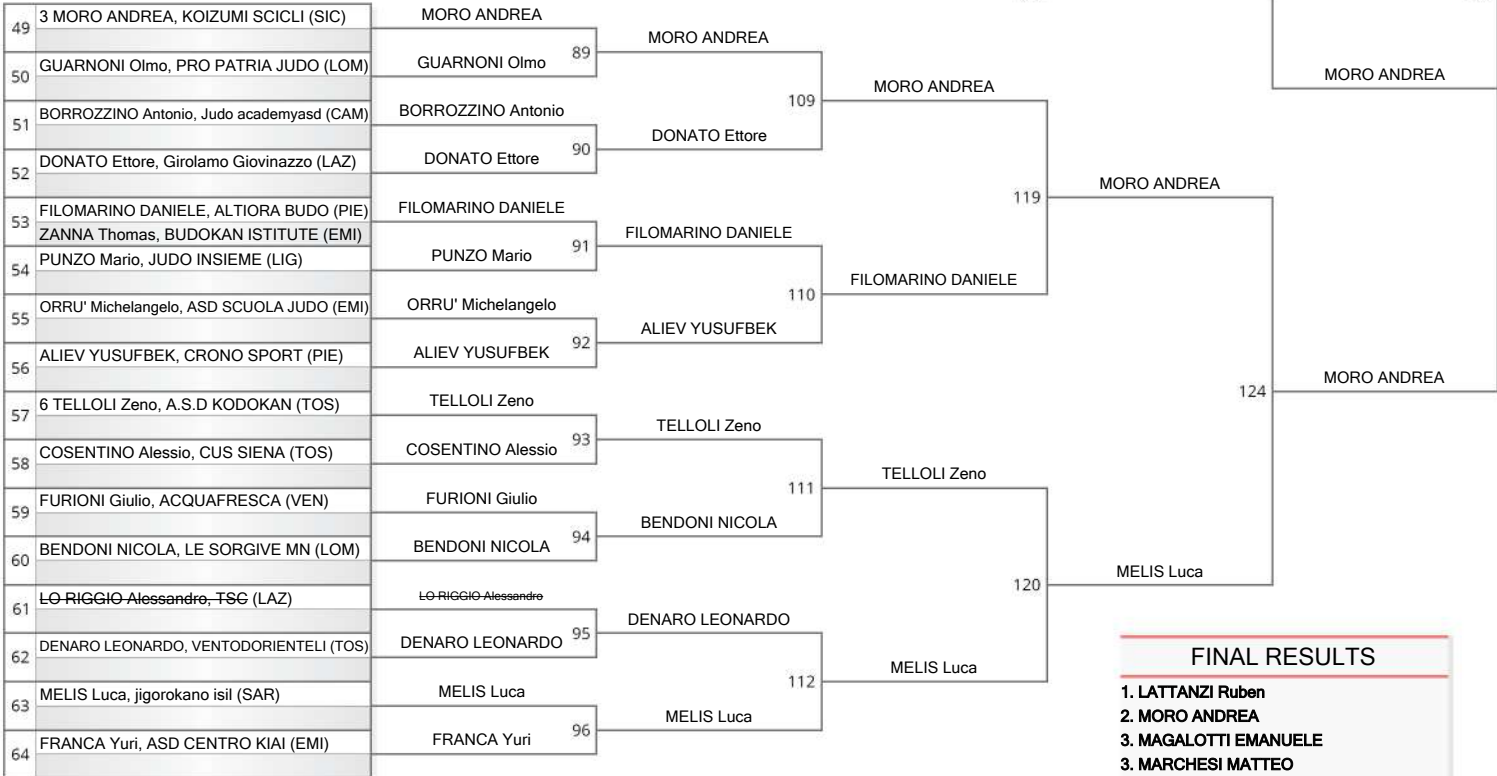 49 3 MORO ANDREA, KOIZUMI SCICLI (SIC)
50 GUARNONI Olmo, PRO PATRIA JUDO (LOM)
51 BORROZZINO Antonio, Judo academyasd (CAM)
52 DONATO Ettore, Girolamo Giovinazzo (LAZ)
53 FILOMARINO DANIELE, ALTIORA BUDO (PIE)
ZANNA Thomas, BUDOKAN ISTITUTE (EMI)
54 PUNZO Mario, JUDO INSIEME (LIG)
55 ORRU' Michelangelo, ASD SCUOLA JUDO (EMI)
56 ALIEV YUSUFBEK, CRONO SPORT (PIE)
57 6 TELLOLI Zeno, A.S.D KODOKAN (TOS)
58 COSENTINO Alessio, CUS SIENA (TOS)
59 FURIONI Giulio, ACQUAFRESCA (VEN)
60 BENDONI NICOLA, LE SORGIVE MN (LOM)
61 LO RIGGIO Alessandro, TSC (LAZ)
62 DENARO LEONARDO, VENTODORIENTELI (TOS)
63 MELIS Luca, jigorokano isil (SAR)
64 FRANCA Yuri, ASD CENTRO KIAI (EMI)
MORO ANDREA
89
GUARNONI Olmo
BORROZZINO Antonio
90
DONATO Ettore
FILOMARINO DANIELE
91
PUNZO Mario
ORRU' Michelangelo
92
ALIEV YUSUFBEK
TELLOLI Zeno
93
COSENTINO Alessio
FURIONI Giulio
94
BENDONI NICOLA
LO RIGGIO Alessandro
95
DENARO LEONARDO
MELIS Luca
96
FRANCA Yuri
MORO ANDREA
109
DONATO Ettore
FILOMARINO DANIELE
110
ALIEV YUSUFBEK
TELLOLI Zeno
111
BENDONI NICOLA
DENARO LEONARDO
112
MELIS Luca
MORO ANDREA
119
FILOMARINO DANIELE
TELLOLI Zeno
120
MELIS Luca
MORO ANDREA
124
MELIS Luca
MORO ANDREA
MORO ANDREA
FINAL RESULTS
1. LATTANZI Ruben
2. MORO ANDREA
3. MAGALOTTI EMANUELE
3. MARCHESI MATTEO